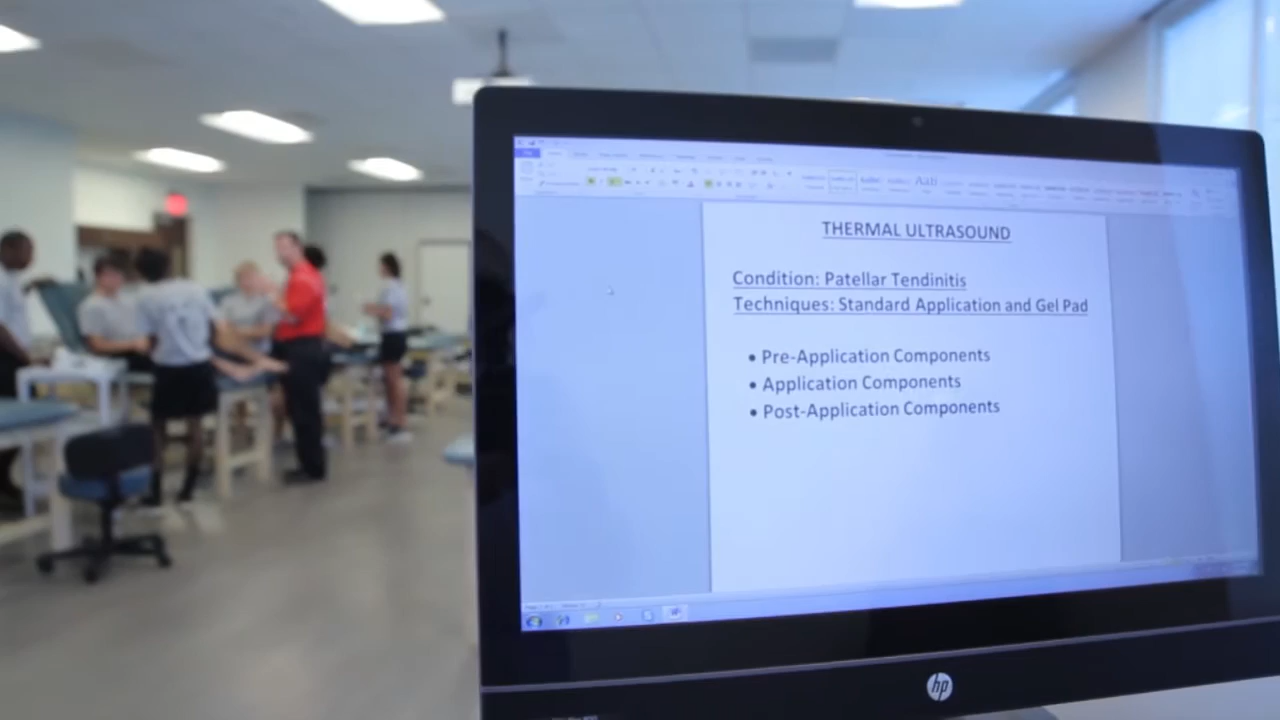 THERMAL ULTRASOUND
Condition: Patellar Tendinitis
Techniques: Standard Application and Gel Pad
• Pre-Application Components
• Application Components
• Post-Application Components
hp